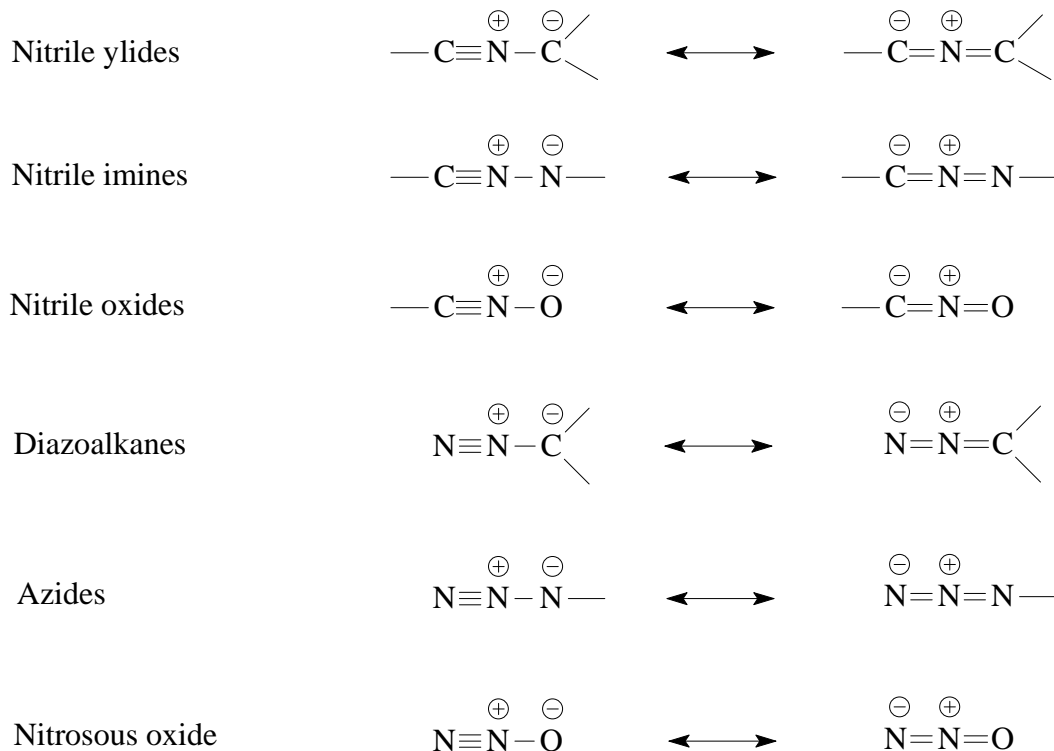 Nitrile ylides —C≡N–C ⊕ ⊖ ⟷ —C=N=C ⊖ ⊕
Nitrile imines —C≡N–N— ⊕ ⊖ ⟷ —C=N=N— ⊖ ⊕
Nitrile oxides —C≡N–O ⊕ ⊖ ⟷ —C=N=O ⊖ ⊕
Diazoalkanes N≡N–C ⊕ ⊖ ⟷ N=N=C ⊖ ⊕
Azides N≡N–N— ⊕ ⊖ ⟷ N=N=N— ⊖ ⊕
Nitrosous oxide N≡N–O ⊕ ⊖ ⟷ N=N=O ⊖ ⊕